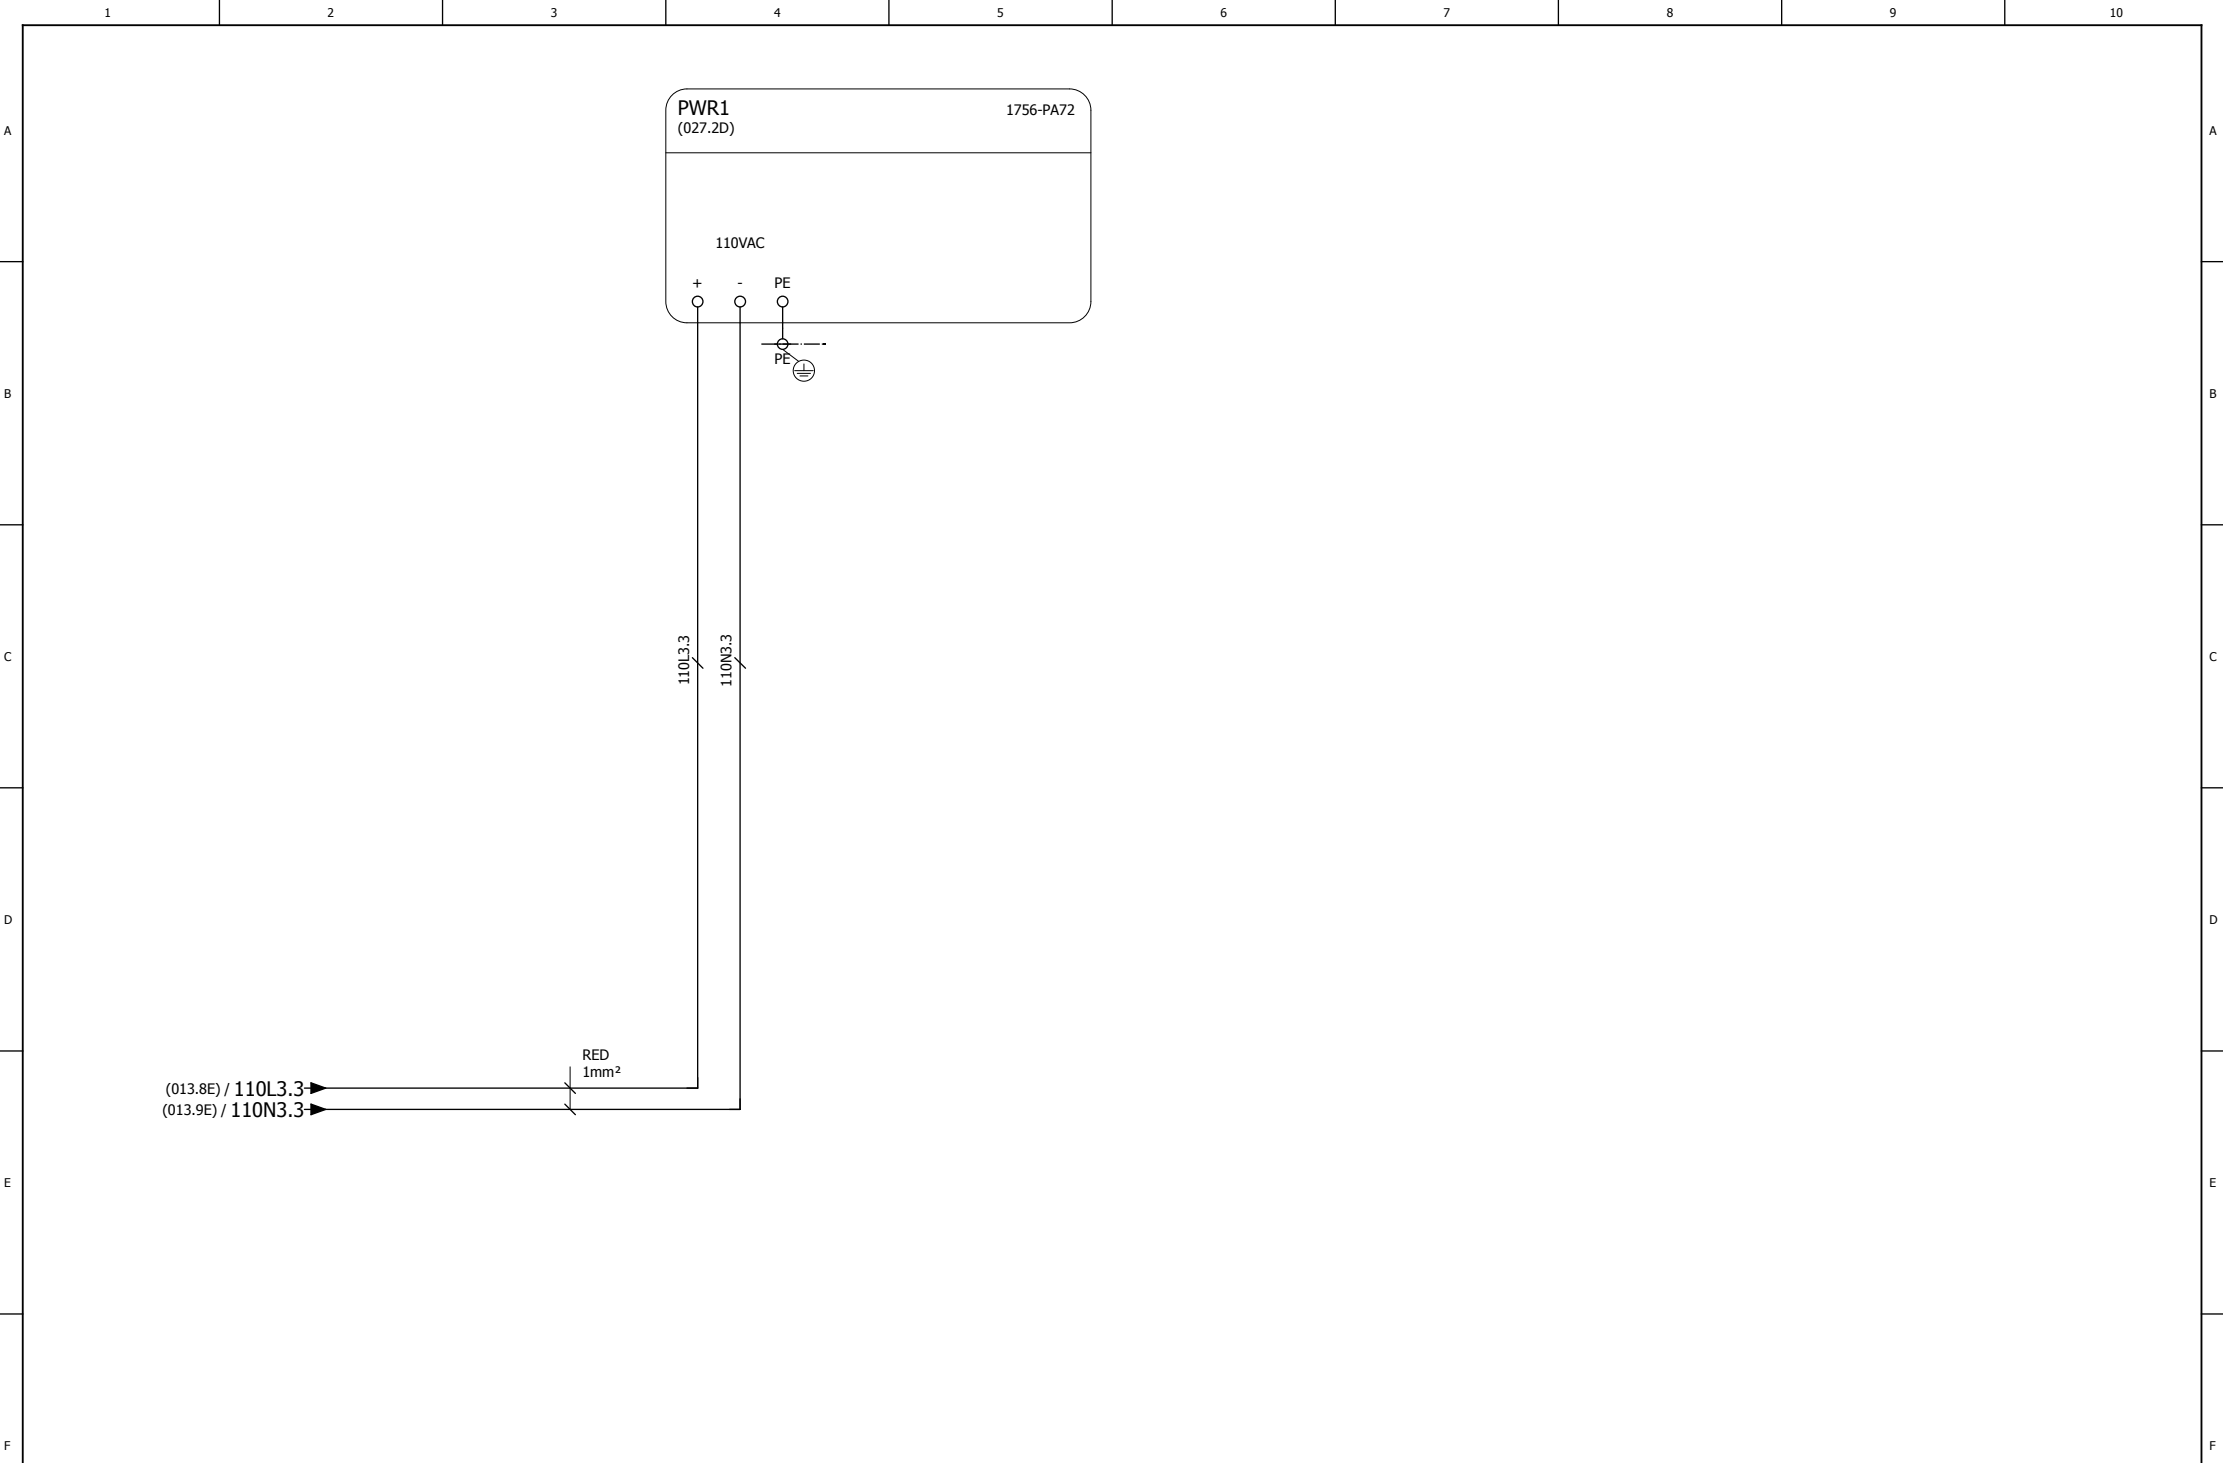 1 2 3 4 5 6 7 8 9 10
PWR1 1756-PA72
(027.2D)
A A
110VAC
+ - PE
PE
B B
110L3.3 110N3.3
C C
D D
RED
1mm²
(013.8E) / 110L3.3
(013.9E) / 110N3.3
E E
F F